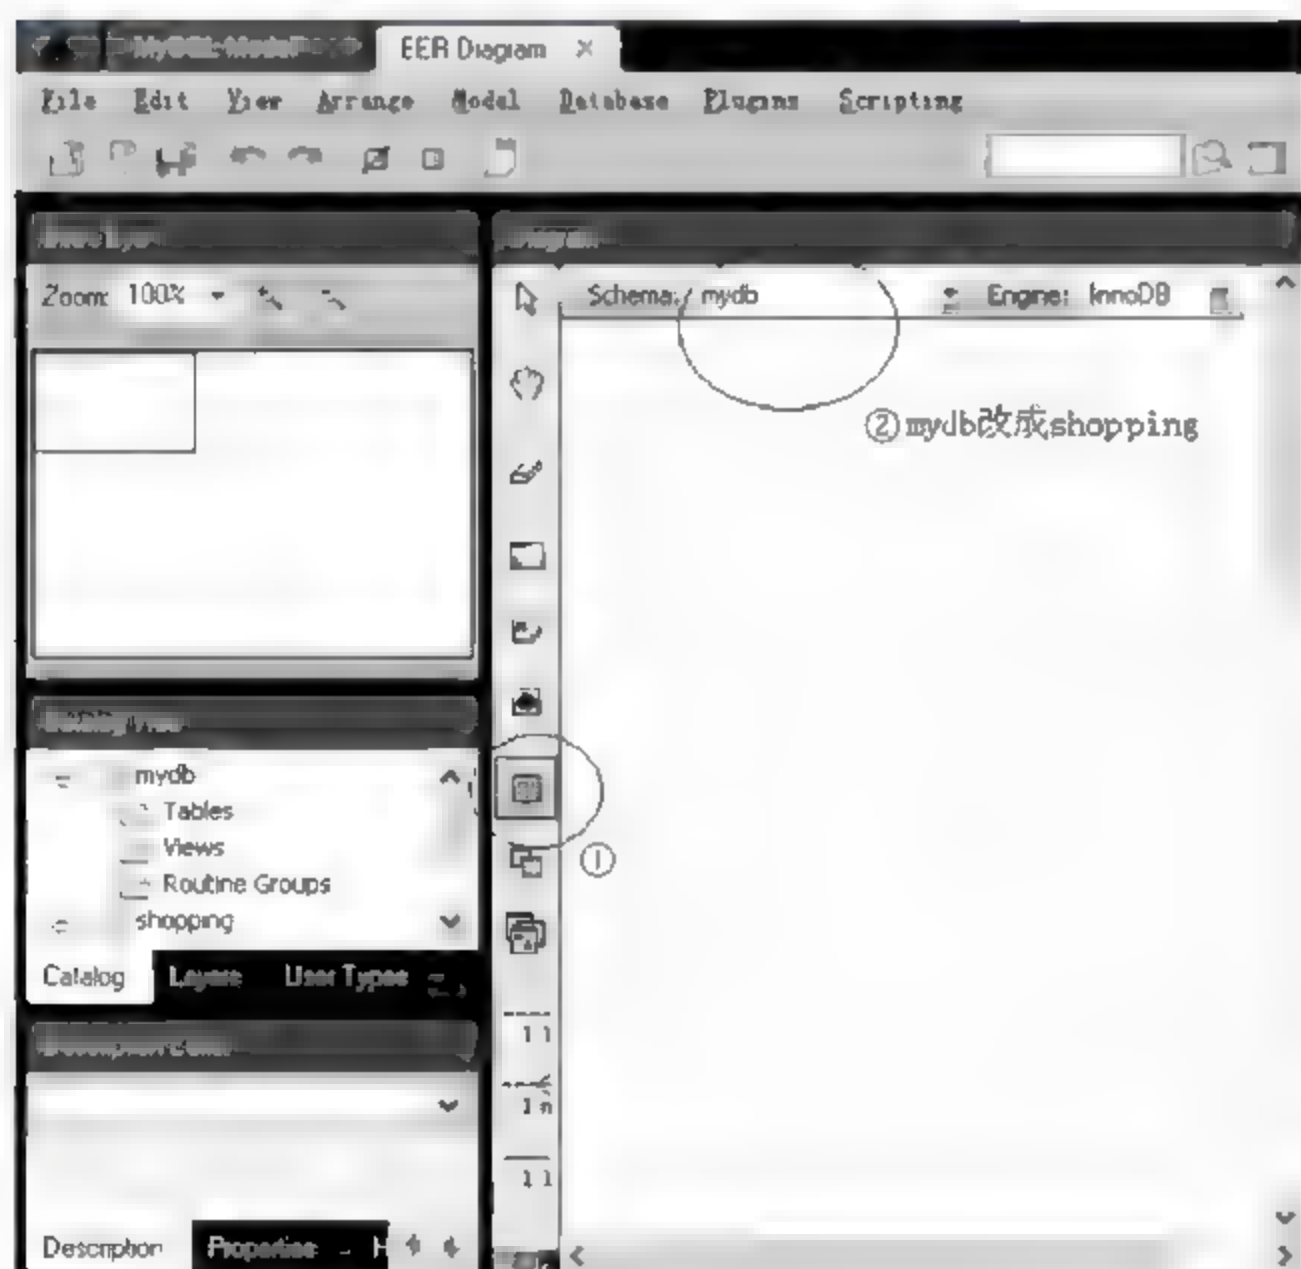 EER Diagram ×
File Edit View Arrange Model Database Plugins Scripting
Zoom: 100%
Schema: mydb Engine: InnoDB
②mydb改成shopping
mydb
Tables
Views
Routine Groups
shopping
①
Catalog Layers User Types
1 1
1 n
1 1
Description Properties H